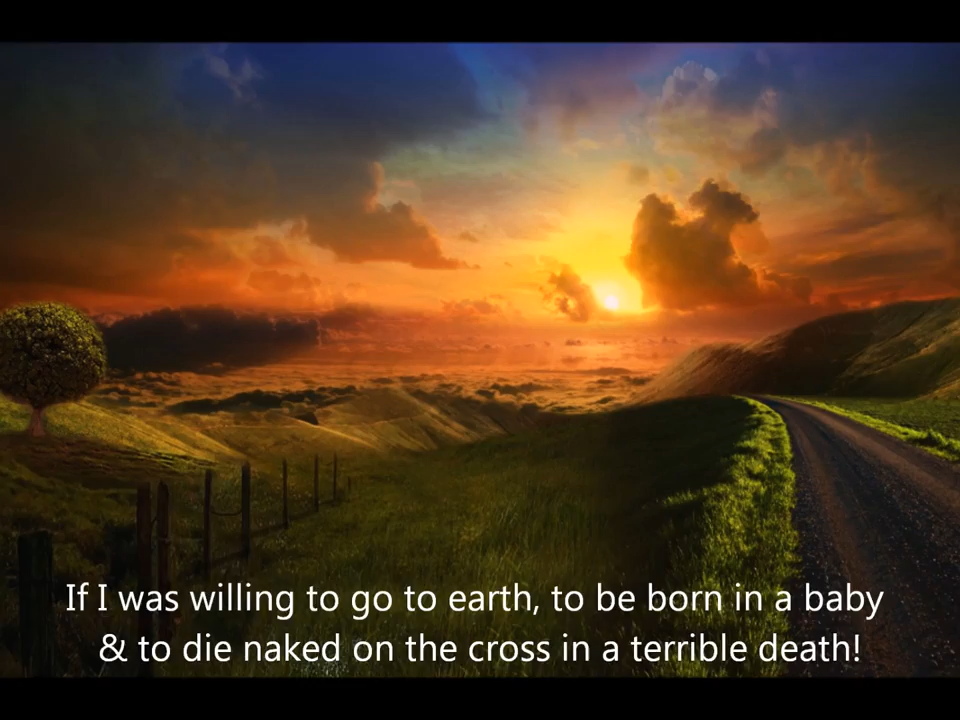 If I was willing to go to earth, to be born in a baby
& to die naked on the cross in a terrible death!